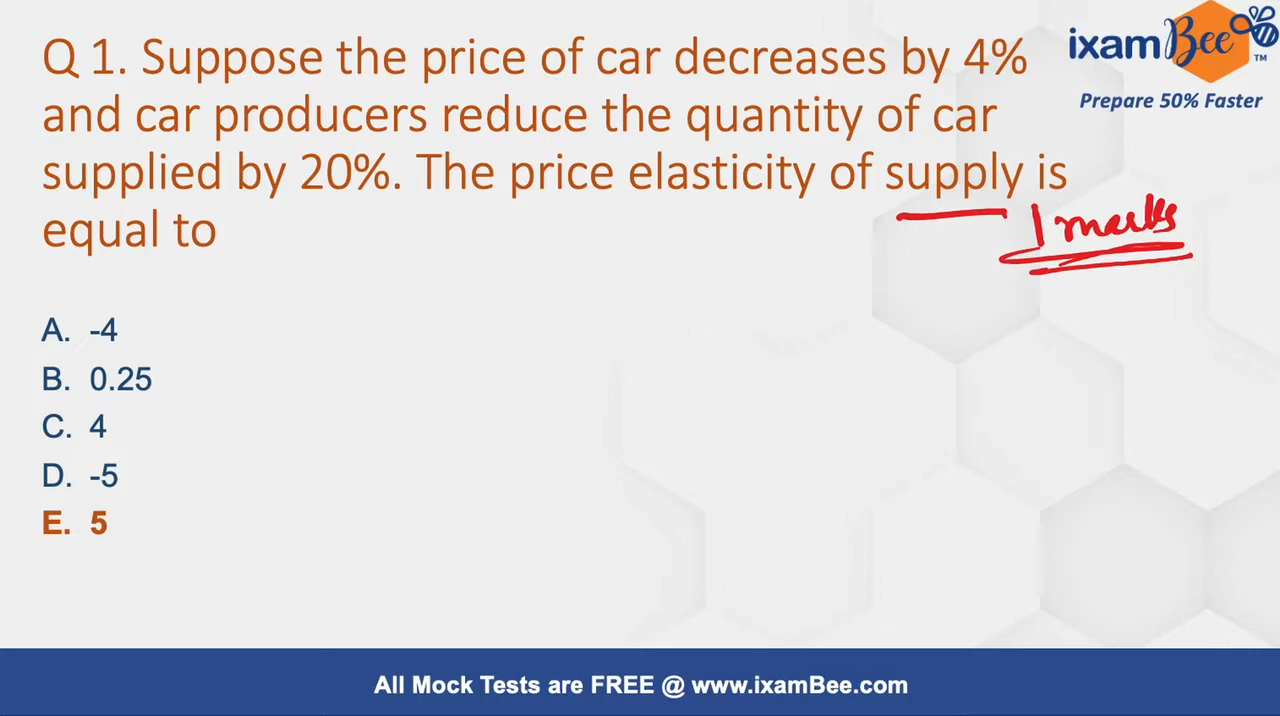 Q 1. Suppose the price of car decreases by 4%
and car producers reduce the quantity of car
supplied by 20%. The price elasticity of supply is
equal to
1 marks
A. -4
B. 0.25
C. 4
D. -5
E. 5
ixamBee
TM
Prepare 50% Faster
All Mock Tests are FREE @ www.ixamBee.com